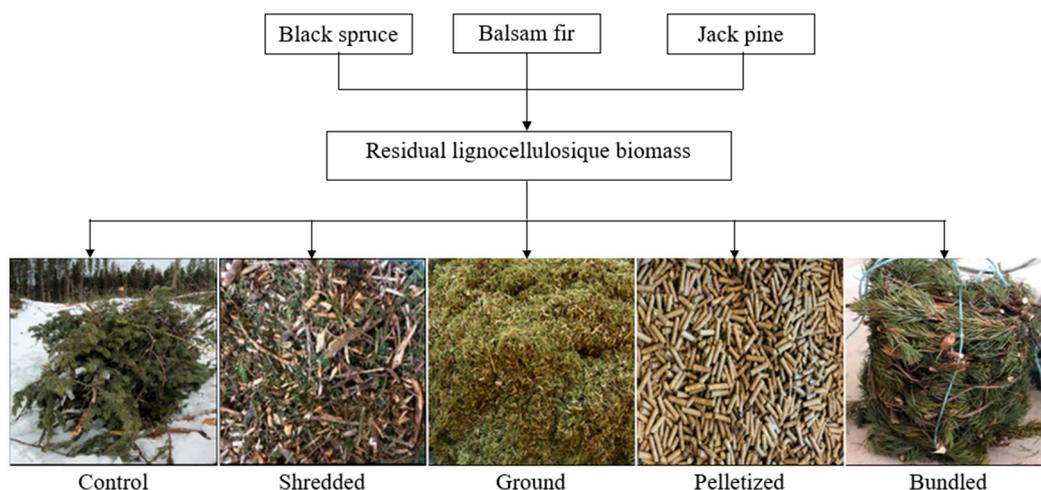 Black spruce
Balsam fir
Jack pine
Residual lignocellulosique biomass
Control
Shredded
Ground
Pelletized
Bundled